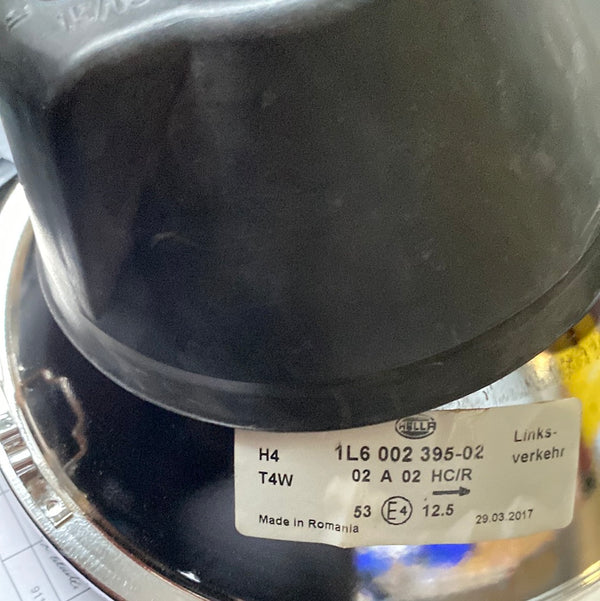 HELLA
H4 1L6 002 395-02 Links-
T4W 02 A 02 HC/R verkehr
53 E4 12.5
Made in Romania 29.03.2017